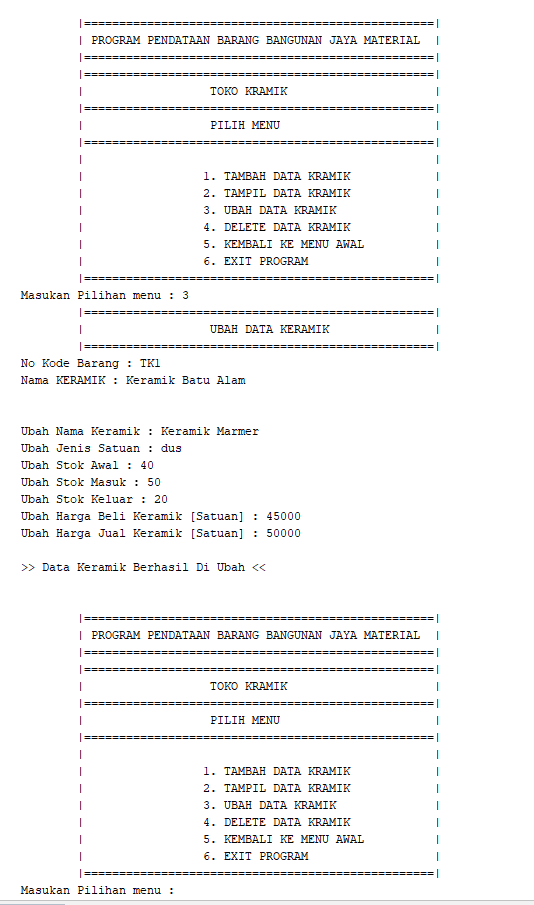 |==================================================|
| PROGRAM PENDATAAN BARANG BANGUNAN JAYA MATERIAL |
|==================================================|
|==================================================|
| TOKO KRAMIK |
|==================================================|
| PILIH MENU |
|==================================================|
| |
| 1. TAMBAH DATA KRAMIK |
| 2. TAMPIL DATA KRAMIK |
| 3. UBAH DATA KRAMIK |
| 4. DELETE DATA KRAMIK |
| 5. KEMBALI KE MENU AWAL |
| 6. EXIT PROGRAM |
|==================================================|
Masukan Pilihan menu : 3
|==================================================|
| UBAH DATA KERAMIK |
|==================================================|
No Kode Barang : TK1
Nama KERAMIK : Keramik Batu Alam
Ubah Nama Keramik : Keramik Marmer
Ubah Jenis Satuan : dus
Ubah Stok Awal : 40
Ubah Stok Masuk : 50
Ubah Stok Keluar : 20
Ubah Harga Beli Keramik [Satuan] : 45000
Ubah Harga Jual Keramik [Satuan] : 50000
>> Data Keramik Berhasil Di Ubah <<
|==================================================|
| PROGRAM PENDATAAN BARANG BANGUNAN JAYA MATERIAL |
|==================================================|
|==================================================|
| TOKO KRAMIK |
|==================================================|
| PILIH MENU |
|==================================================|
| |
| 1. TAMBAH DATA KRAMIK |
| 2. TAMPIL DATA KRAMIK |
| 3. UBAH DATA KRAMIK |
| 4. DELETE DATA KRAMIK |
| 5. KEMBALI KE MENU AWAL |
| 6. EXIT PROGRAM |
|==================================================|
Masukan Pilihan menu :